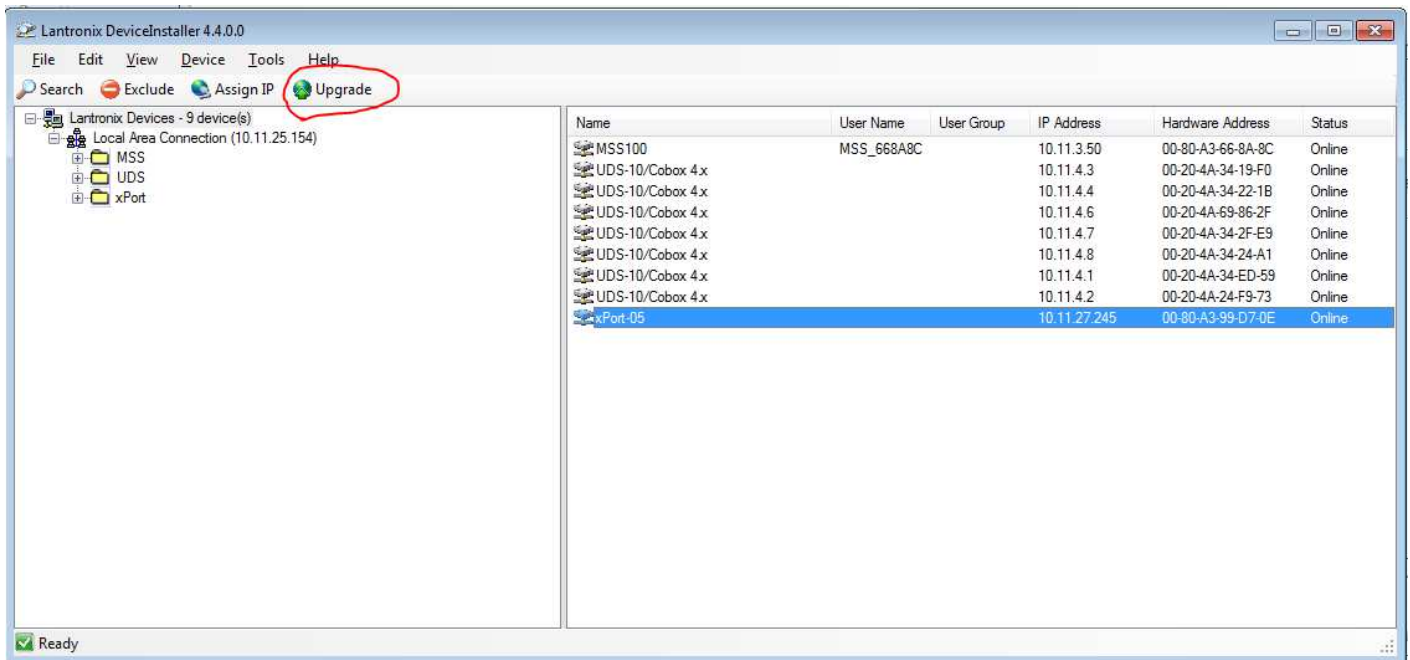 Lantronix DeviceInstaller 4.4.0.0
File Edit View Device Tools Help
Search Exclude Assign IP Upgrade
Lantronix Devices - 9 device(s)
Local Area Connection (10.11.25.154)
MSS
UDS
xPort
Name User Name User Group IP Address Hardware Address Status
MSS100 MSS_668A8C 10.11.3.50 00-80-A3-66-8A-8C Online
UDS-10/Cobox 4.x 10.11.4.3 00-20-4A-34-19-F0 Online
UDS-10/Cobox 4.x 10.11.4.4 00-20-4A-34-22-1B Online
UDS-10/Cobox 4.x 10.11.4.6 00-20-4A-69-86-2F Online
UDS-10/Cobox 4.x 10.11.4.7 00-20-4A-34-2F-E9 Online
UDS-10/Cobox 4.x 10.11.4.8 00-20-4A-34-24-A1 Online
UDS-10/Cobox 4.x 10.11.4.1 00-20-4A-34-ED-59 Online
UDS-10/Cobox 4.x 10.11.4.2 00-20-4A-24-F9-73 Online
xPort-05 10.11.27.245 00-80-A3-99-D7-0E Online
Ready